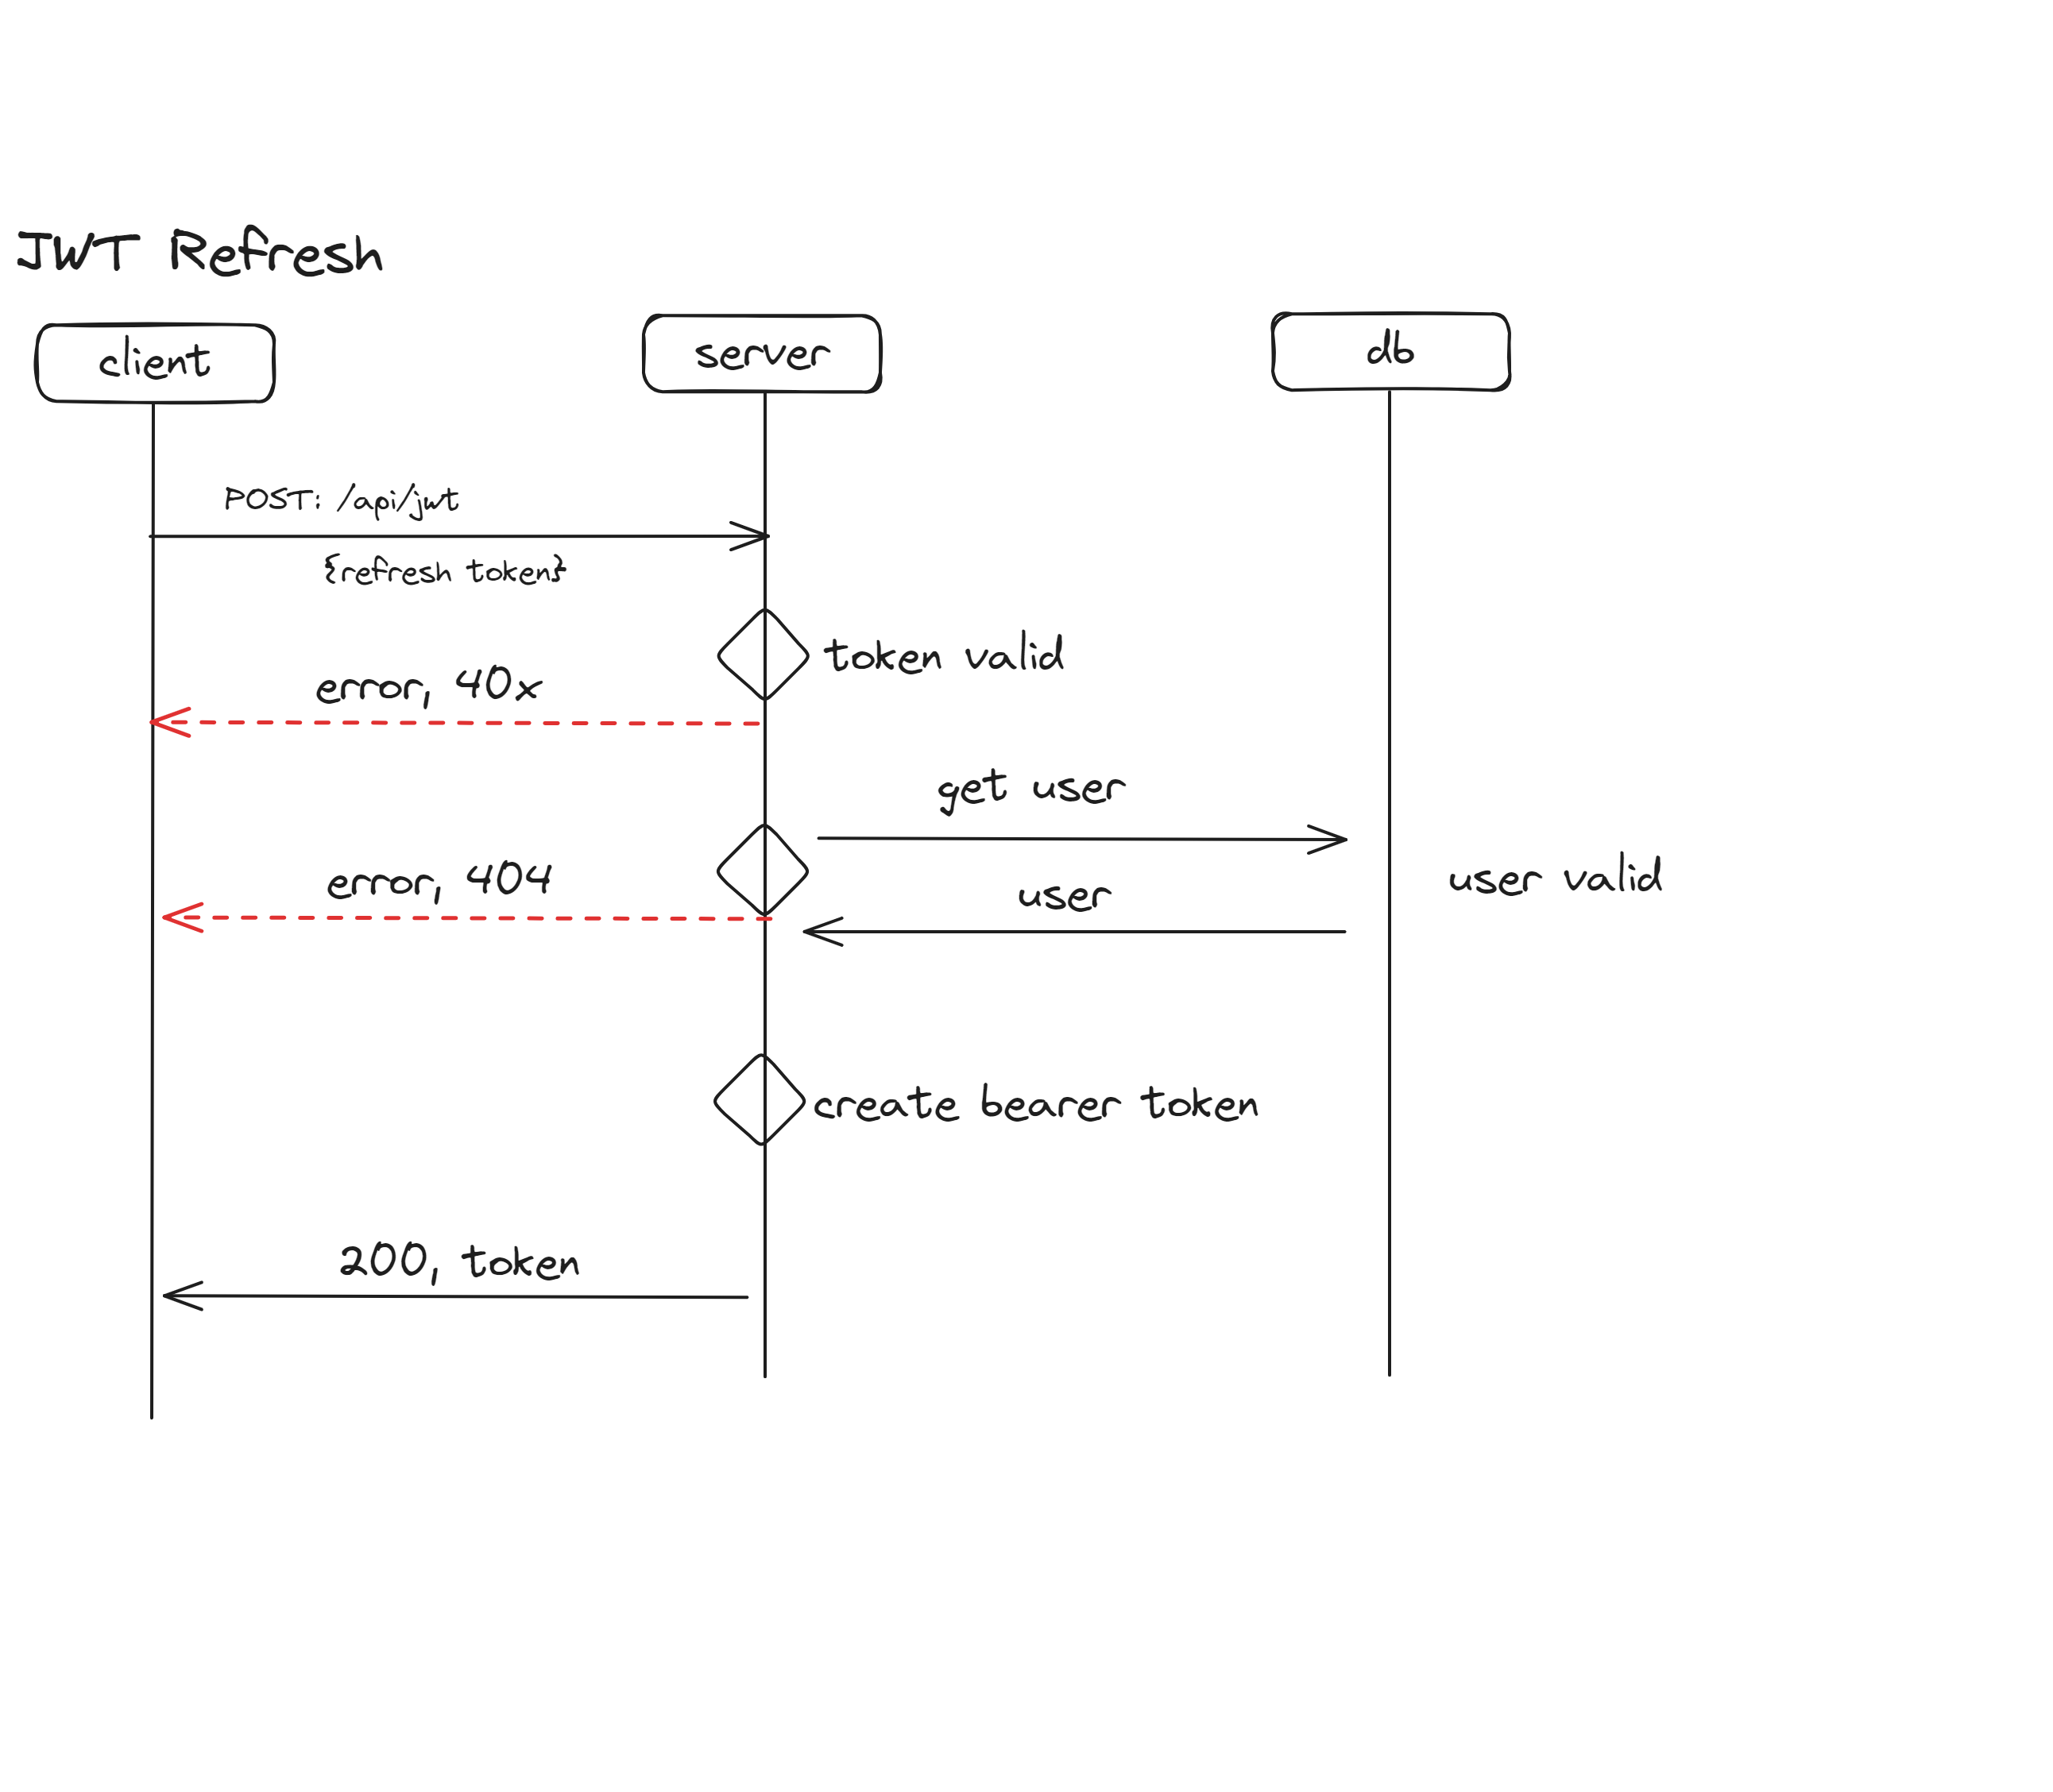 JWT Refresh
client
server
db
POST: /api/jwt
{refresh token}
token valid
error, 40x
get user
error, 404
user
user valid
create bearer token
200, token